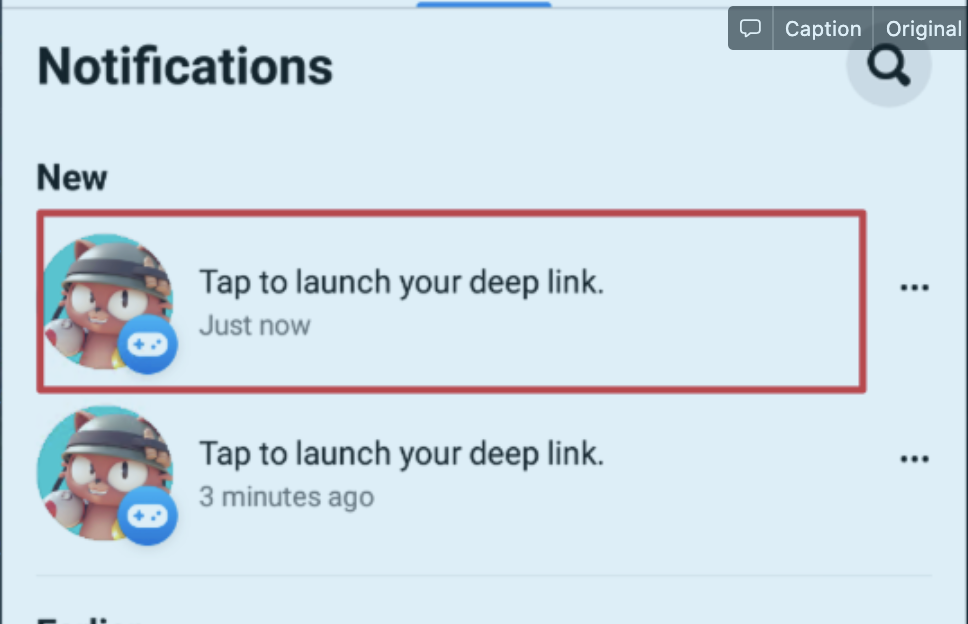 Caption
Original
Notifications
New
Tap to launch your deep link.
Just now
Tap to launch your deep link.
3 minutes ago